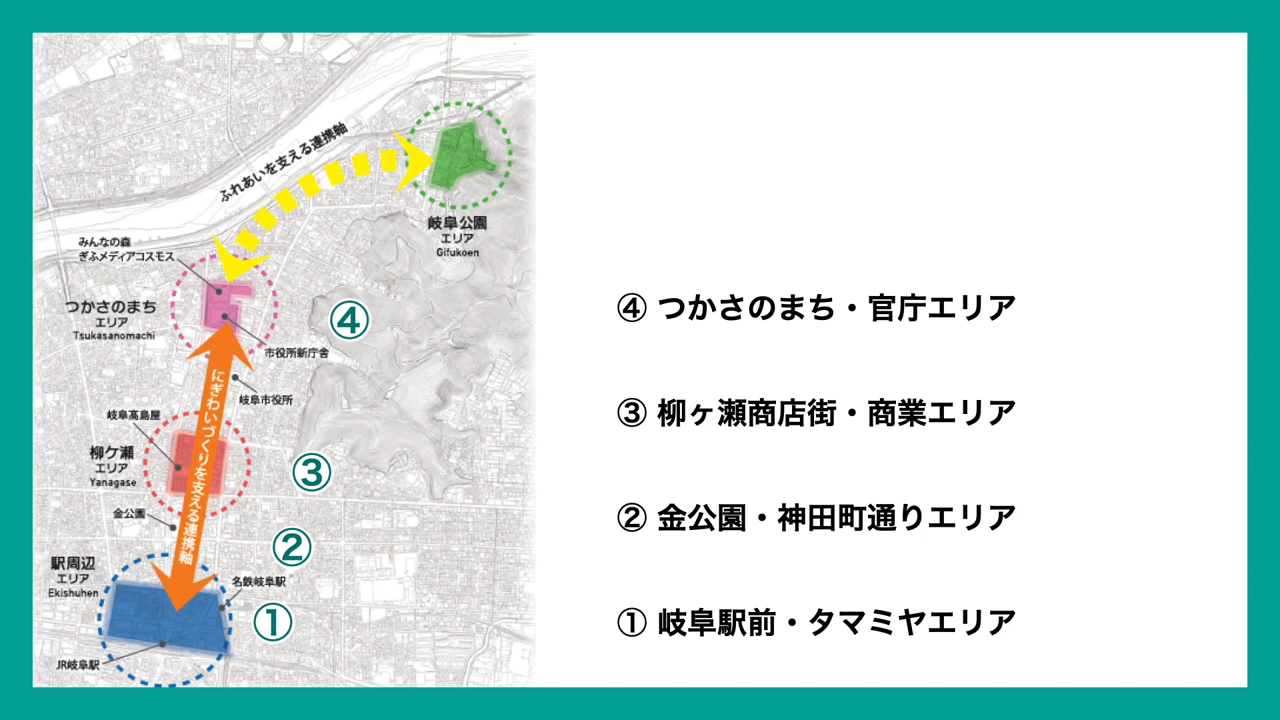 ふれあいを支える連携軸
岐阜公園
エリア
Gifukoen
みんなの森
ぎふメディアコスモス
つかさのまち
エリア
Tsukasanomachi
④
市役所新庁舎
岐阜市役所
にぎわいづくりを支える連携軸
岐阜髙島屋
柳ケ瀬
エリア
Yanagase
③
金公園
②
駅周辺
エリア
Ekishuhen
名鉄岐阜駅
①
JR岐阜駅
④ つかさのまち・官庁エリア
③ 柳ヶ瀬商店街・商業エリア
② 金公園・神田町通りエリア
① 岐阜駅前・タマミヤエリア